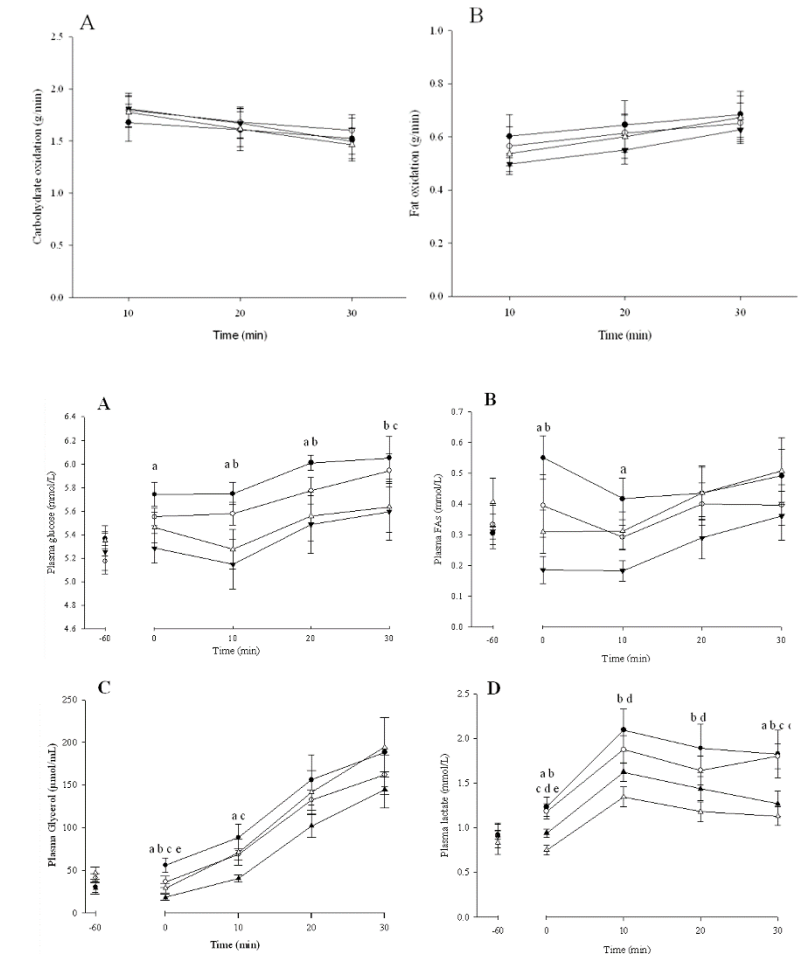 A
2.5
2.0
1.5
1.0
0.5
0.0
Carbohydrate oxidation (g/min)
10 20 30
Time (min)
B
1.0
0.8
0.6
0.4
0.2
0.0
Fat oxidation (g/min)
10 20 30
Time (min)
A
6.4
6.2
6.0
5.8
5.6
5.4
5.2
5.0
4.8
4.6
Plasma glucose (mmol/L)
a
a b
a b
b c
-60 0 10 20 30
Time (min)
B
0.7
0.6
0.5
0.4
0.3
0.2
0.1
0.0
Plasma FAs (mmol/L)
a b
a
-60 0 10 20 30
Time (min)
C
250
200
150
100
50
0
Plasma Glycerol (µmol/mL)
a b c e
a c
-60 0 10 20 30
Time (min)
D
2.5
2.0
1.5
1.0
0.5
0.0
Plasma lactate (mmol/L)
a b
c d e
b d
b d
a b c
-60 0 10 20 30
Time (min)